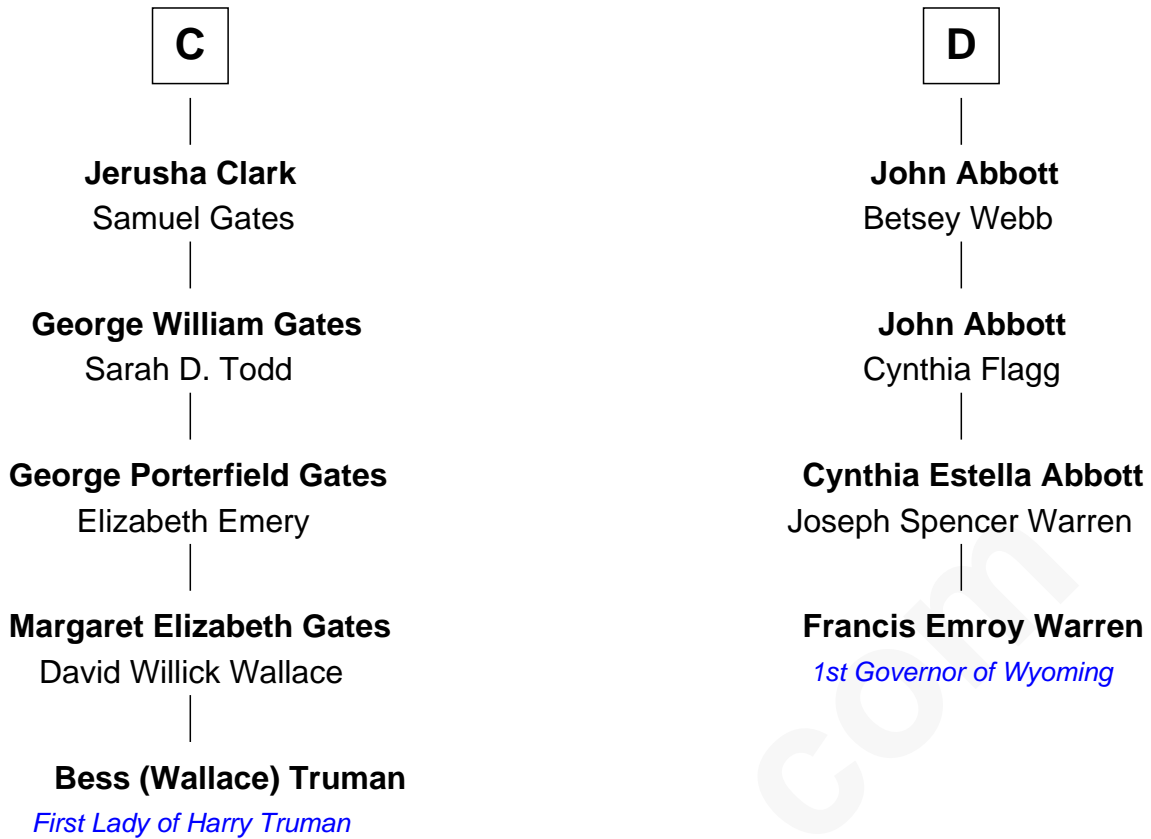 C
Jerusha Clark
Samuel Gates
George William Gates
Sarah D. Todd
George Porterfield Gates
Elizabeth Emery
Margaret Elizabeth Gates
David Willick Wallace
Bess (Wallace) Truman
First Lady of Harry Truman
D
John Abbott
Betsey Webb
John Abbott
Cynthia Flagg
Cynthia Estella Abbott
Joseph Spencer Warren
Francis Emroy Warren
1st Governor of Wyoming
com